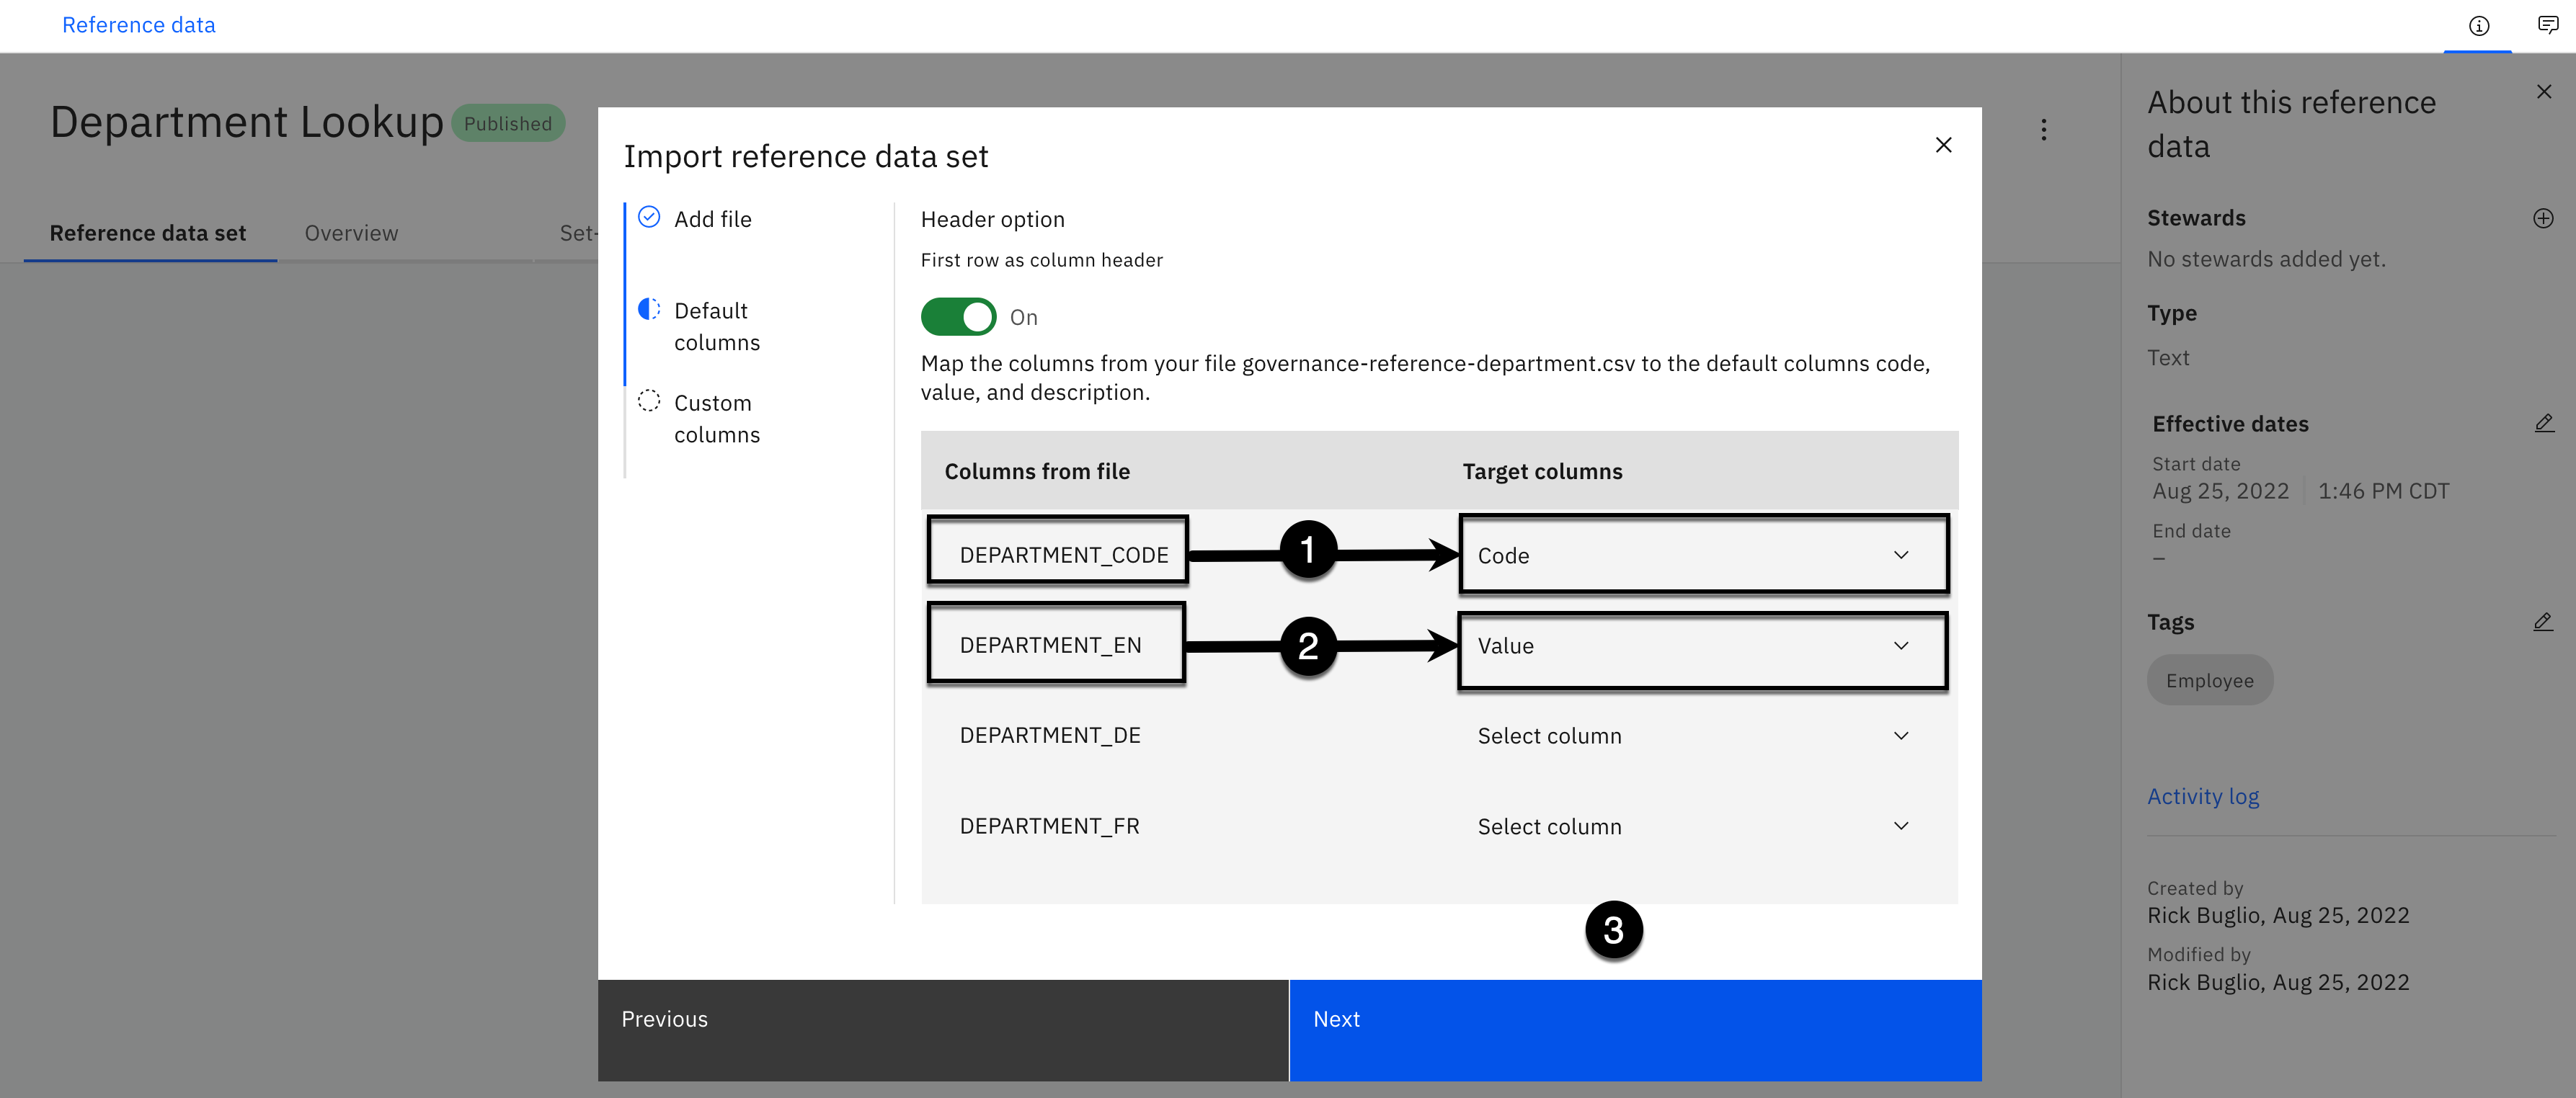 Reference data
Department Lookup
Published
Reference data set
Overview
Set-
Import reference data set
Add file
Default
columns
Custom
columns
Header option
First row as column header
On
Map the columns from your file governance-reference-department.csv to the default columns code,
value, and description.
Columns from file
Target columns
DEPARTMENT_CODE
1
Code
DEPARTMENT_EN
2
Value
DEPARTMENT_DE
Select column
DEPARTMENT_FR
Select column
3
Previous
Next
About this reference
data
Stewards
No stewards added yet.
Type
Text
Effective dates
Start date
Aug 25, 2022 | 1:46 PM CDT
End date
–
Tags
Employee
Activity log
Created by
Rick Buglio, Aug 25, 2022
Modified by
Rick Buglio, Aug 25, 2022